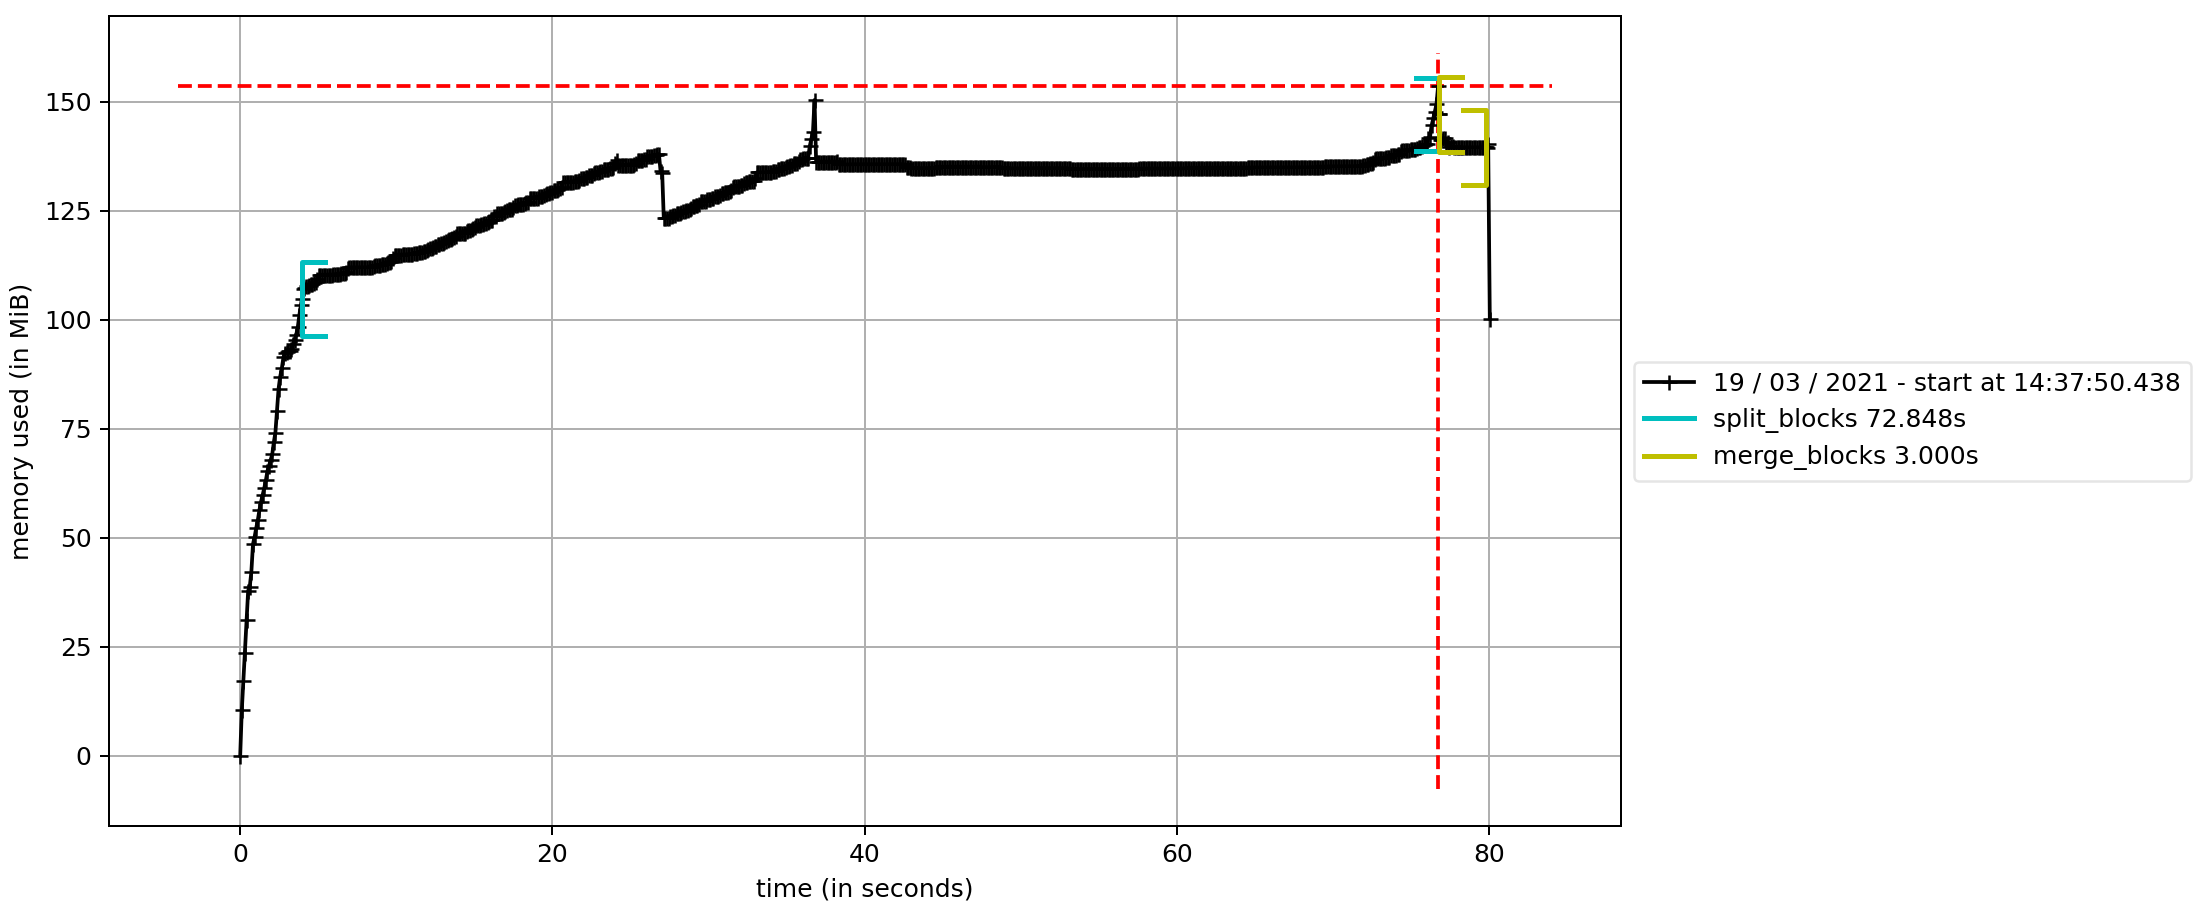 memory used (in MiB)
150
125
100
75
50
25
0
0 20 40 60 80
time (in seconds)
19 / 03 / 2021 - start at 14:37:50.438
split_blocks 72.848s
merge_blocks 3.000s